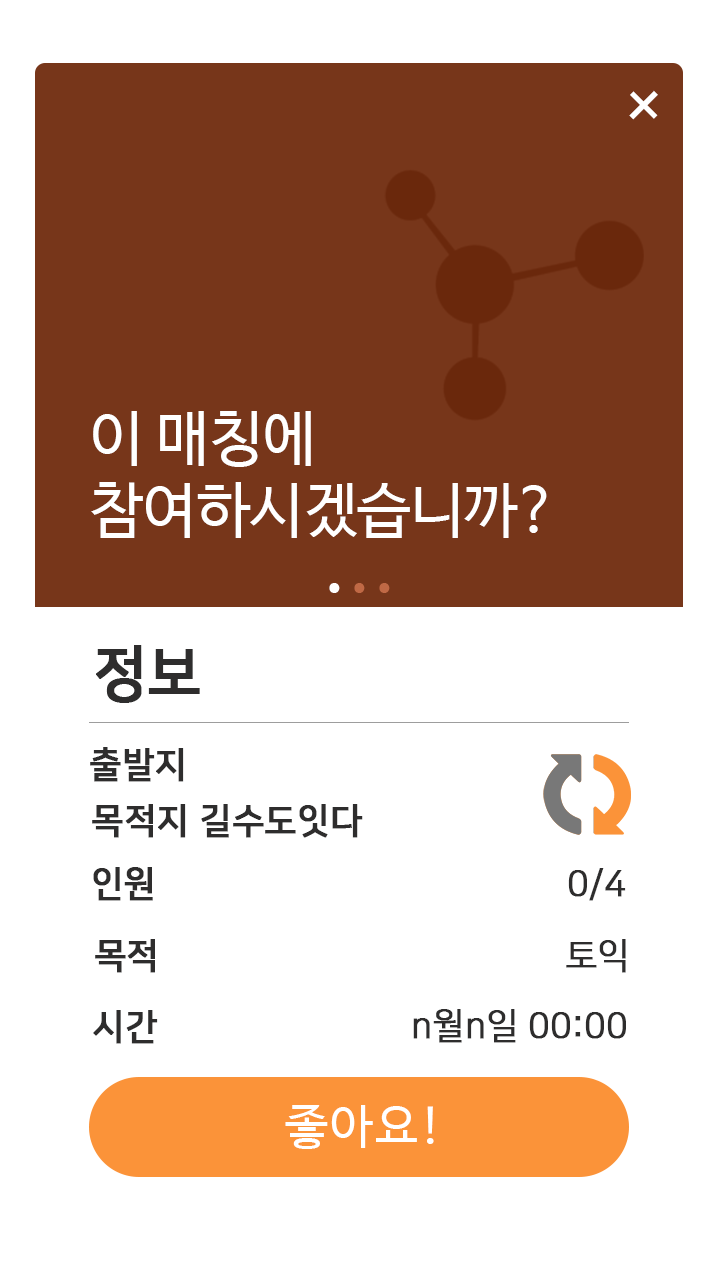 이 매칭에
참여하시겠습니까?
정보
출발지
목적지 길수도잇다
인원 0/4
목적 토익
시간 n월n일 00:00
좋아요!